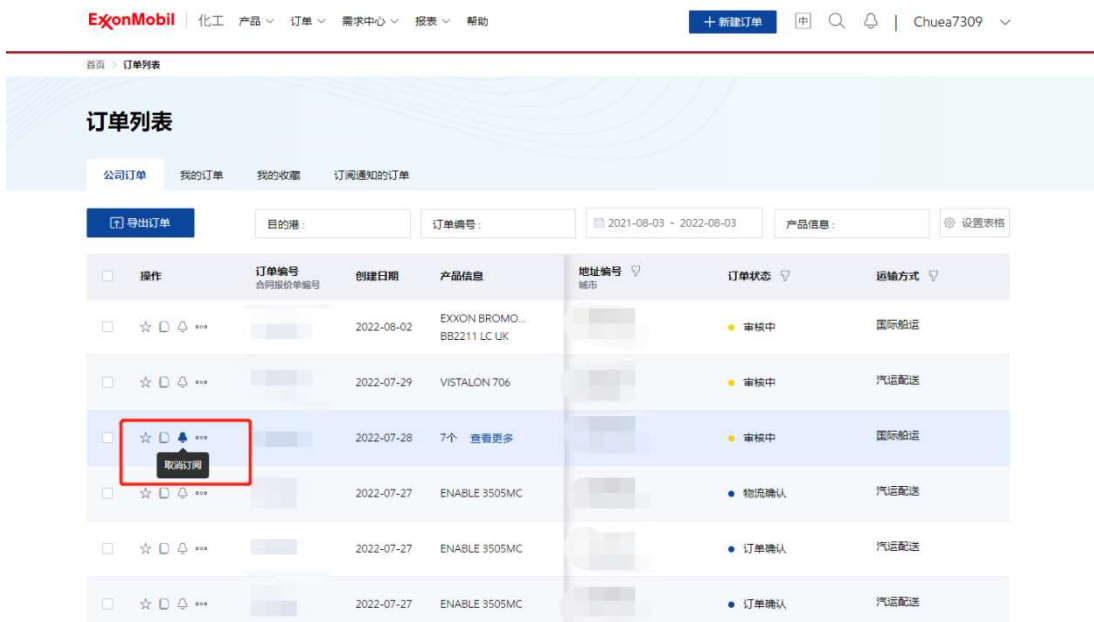 ExxonMobil 化工 产品 订单 需求中心 报表 帮助 新建订单 中 Chuea7309
首页 > 订单列表
订单列表
公司订单 我的订单 我的收藏 订阅通知的订单
导出订单 目的港 : 订单编号 : 2021-08-03 - 2022-08-03 产品信息 : 设置表格
操作 订单编号 创建日期 产品信息 地址编号 订单状态 运输方式
合同报价单编号 城市
2022-08-02 EXXON BROMO... 审核中 国际船运
BB2211 LC UK
2022-07-29 VISTALON 706 审核中 汽运配送
2022-07-28 7个 查看更多 审核中 国际船运
取消订阅
2022-07-27 ENABLE 3505MC 物流确认 汽运配送
2022-07-27 ENABLE 3505MC 订单确认 汽运配送
2022-07-27 ENABLE 3505MC 订单确认 汽运配送